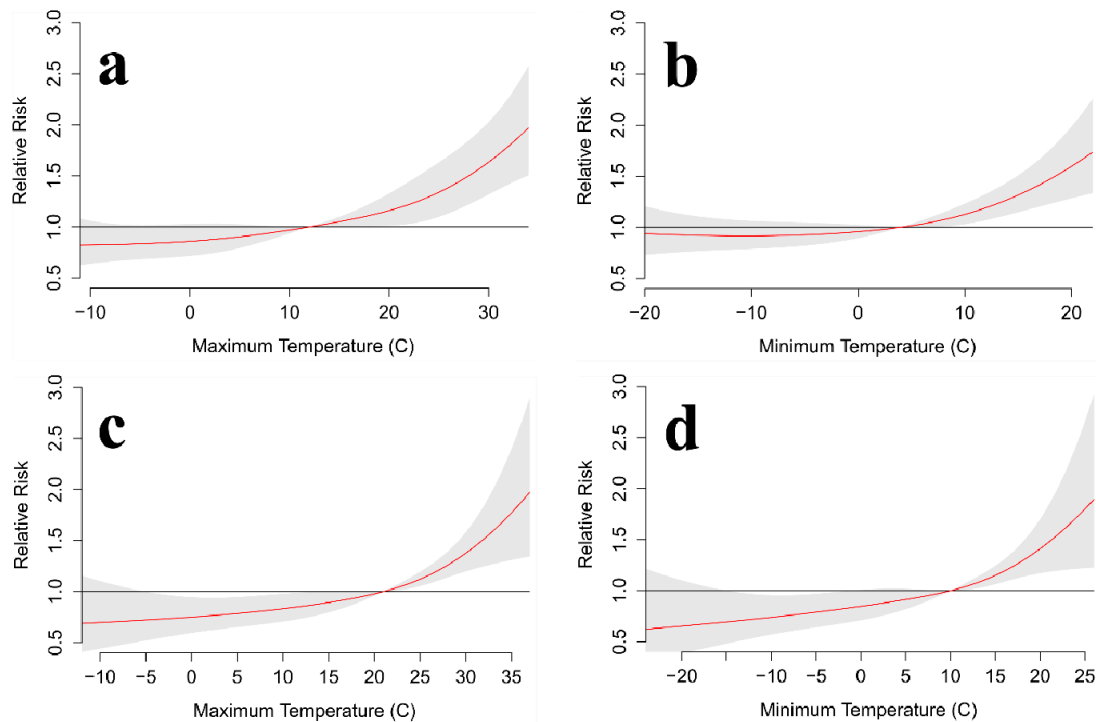 a
Relative Risk
0.5 1.0 1.5 2.0 2.5 3.0
−10 0 10 20 30
Maximum Temperature (C)
b
Relative Risk
0.5 1.0 1.5 2.0 2.5 3.0
−20 −10 0 10 20
Minimum Temperature (C)
c
Relative Risk
0.5 1.0 1.5 2.0 2.5 3.0
−10 −5 0 5 10 15 20 25 30 35
Maximum Temperature (C)
d
Relative Risk
0.5 1.0 1.5 2.0 2.5 3.0
−20 −10 −5 0 5 10 15 20 25
Minimum Temperature (C)